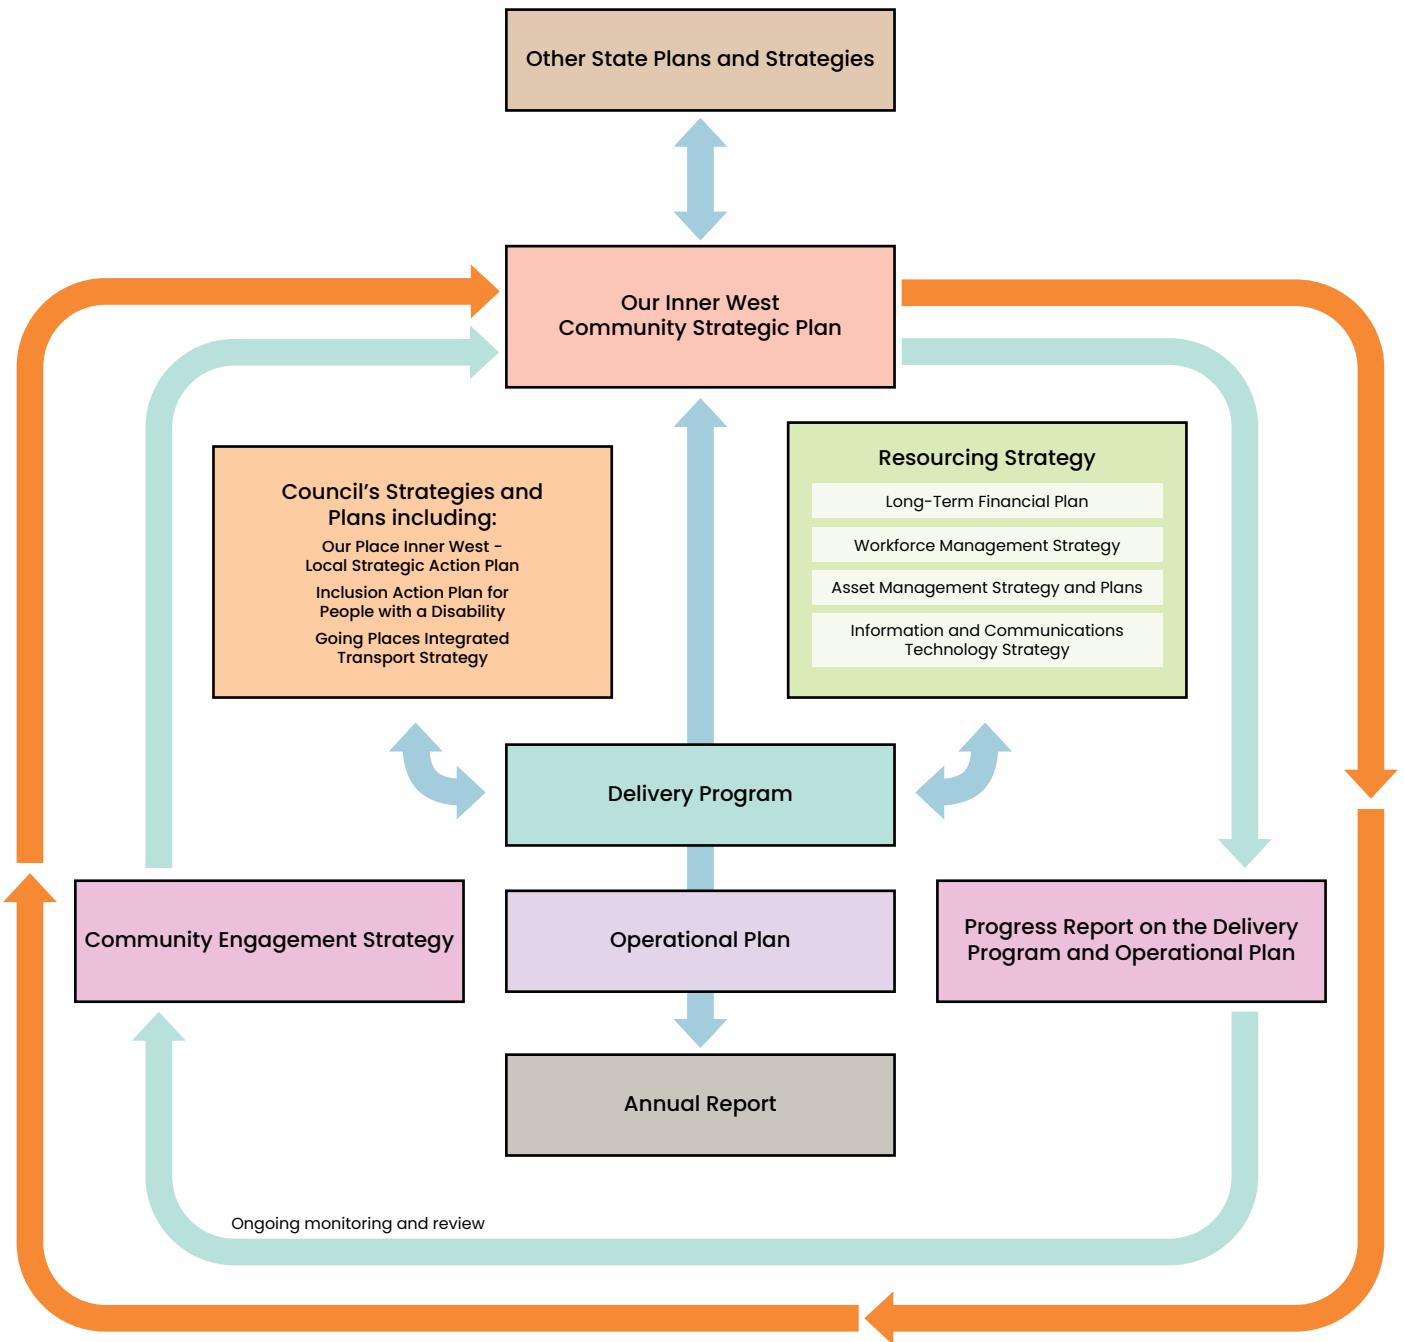 Other State Plans and Strategies
Our Inner West
Community Strategic Plan
Council’s Strategies and
Plans including:
Our Place Inner West -
Local Strategic Action Plan
Inclusion Action Plan for
People with a Disability
Going Places Integrated
Transport Strategy
Resourcing Strategy
Long-Term Financial Plan
Workforce Management Strategy
Asset Management Strategy and Plans
Information and Communications
Technology Strategy
Delivery Program
Community Engagement Strategy
Operational Plan
Progress Report on the Delivery
Program and Operational Plan
Annual Report
Ongoing monitoring and review